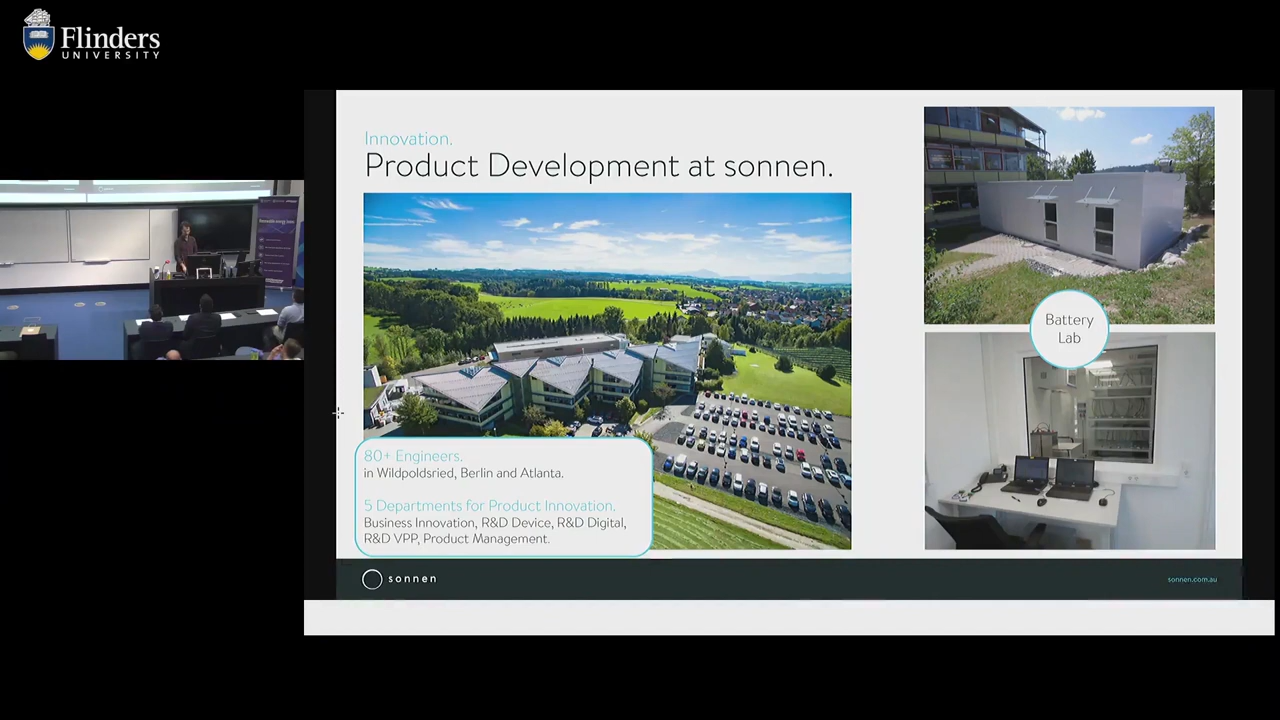 Flinders
UNIVERSITY
Innovation.
Product Development at sonnen.
80+ Engineers.
in Wildpoldsried, Berlin and Atlanta.
5 Departments for Product Innovation.
Business Innovation, R&D Device, R&D Digital,
R&D VPP, Product Management.
Battery
Lab
sonnen
sonnen.com.au